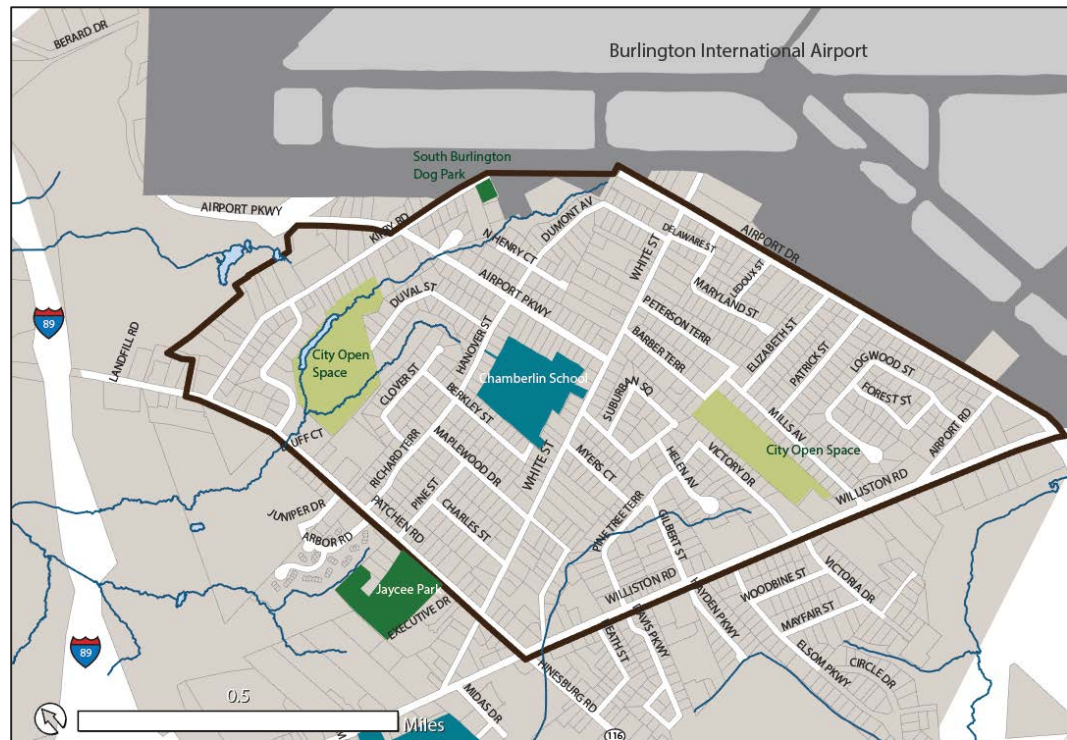 BERARD DR
Burlington International Airport
South Burlington
Dog Park
AIRPORT PKWY
KIRBY RD
N HENRY CT
DUMONT AV
DELAWARE ST
AIRPORT DR
WHITE ST
LEDOUX ST
MARYLAND ST
AIRPORT PKWY
DUVAL ST
PETERSON TERR
ELIZABETH ST
BARBER TERR
PATRICK ST
LOGWOOD ST
89
LANDFILL RD
HANOVER ST
City Open
Space
Chamberlin School
CLOVER ST
BERKLEY ST
SUBURBAN SQ
FOREST ST
MILLS AV
AIRPORT RD
City Open Space
UFF CT
RICHARD TERR
MAPLEWOOD DR
WHITE ST
MYERS CT
HELEN AV
VICTORY DR
WILLISTON RD
JUNIPER DR
PATCHEN RD
PINE ST
CHARLES ST
PINE TREE TERR
GILBERT ST
ARBOR RD
Jaycee Park
EXECUTIVE DR
WILLISTON RD
HAYDEN PKWY
WOODBINE ST
VICTORIA DR
MAYFAIR ST
89
DAVIS PKWY
HEATH ST
ELSOM PKWY
CIRCLE DR
HINESBURG RD
MIDAS DR
116
0.5
Miles